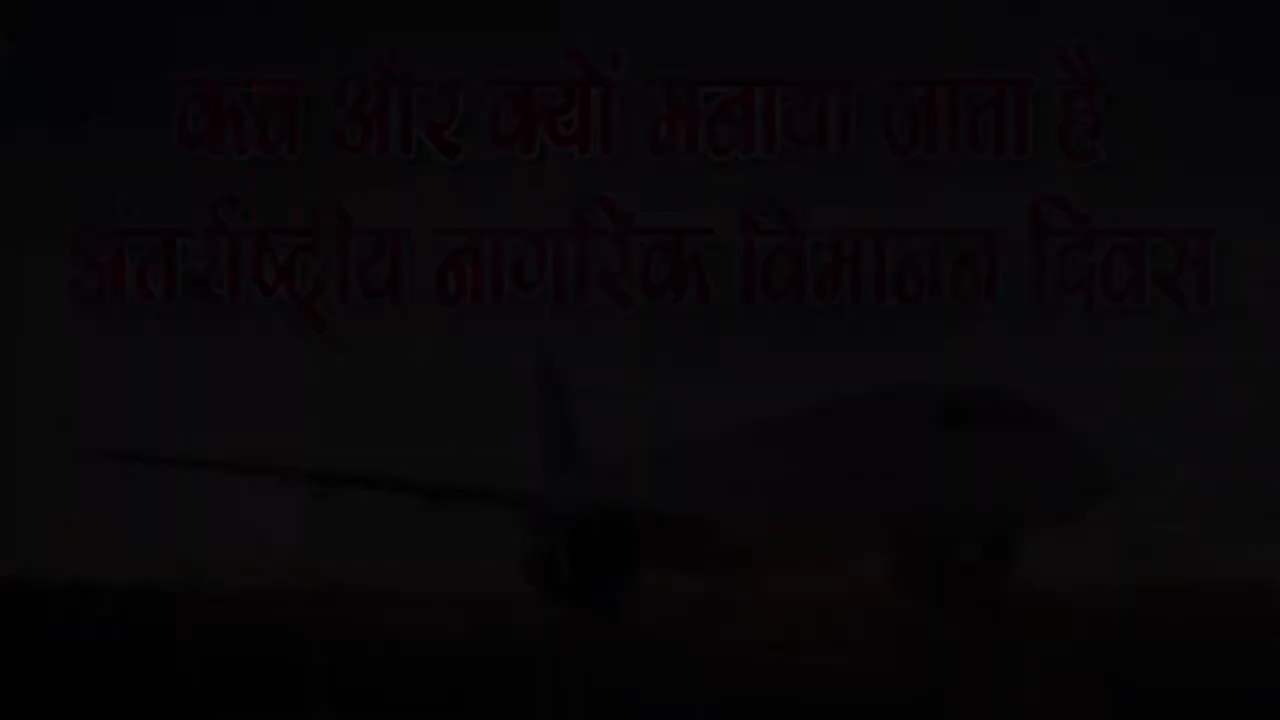 कब और क्यों मनाया जाता है
अंतर्राष्ट्रीय नागरिक विमानन दिवस